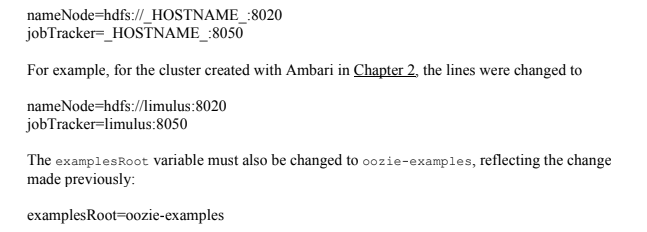 nameNode=hdfs://_HOSTNAME_:8020
jobTracker=_HOSTNAME_:8050
For example, for the cluster created with Ambari in Chapter 2, the lines were changed to
nameNode=hdfs://limulus:8020
jobTracker=limulus:8050
The examplesRoot variable must also be changed to oozie-examples, reflecting the change
made previously:
examplesRoot=oozie-examples